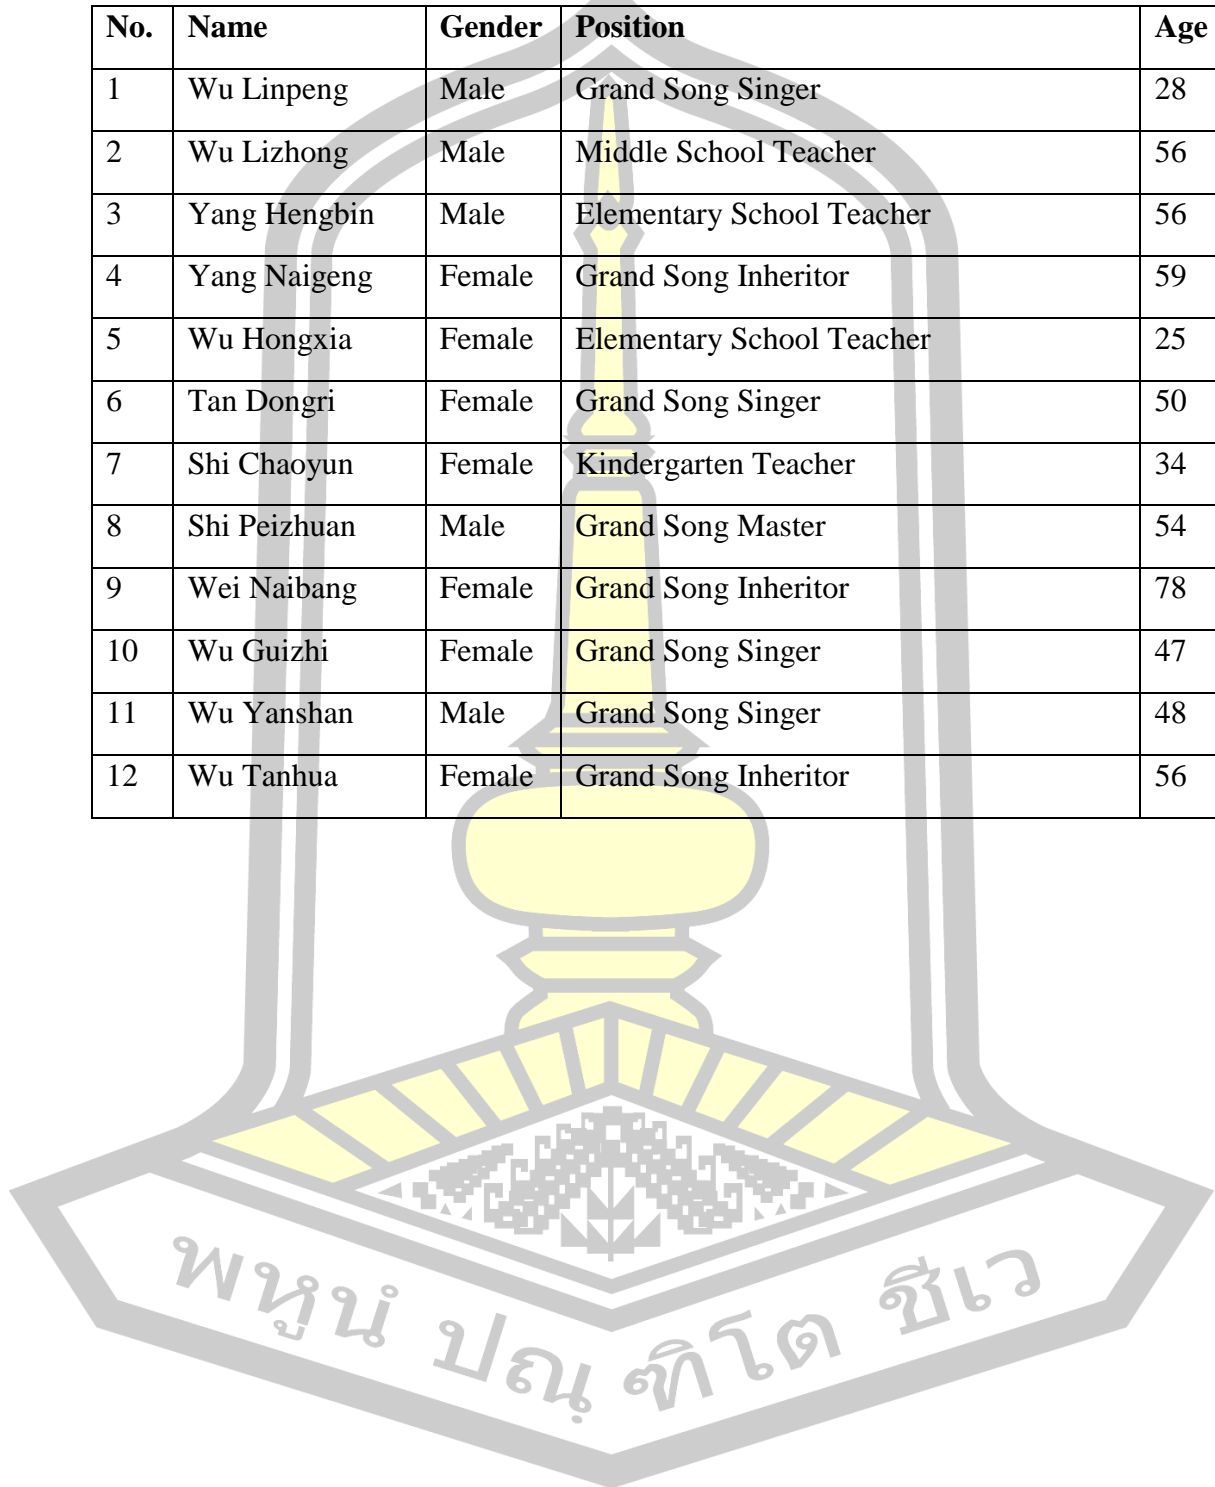 No. Name Gender Position Age
1 Wu Linpeng Male Grand Song Singer 28
2 Wu Lizhong Male Middle School Teacher 56
3 Yang Hengbin Male Elementary School Teacher 56
4 Yang Naigeng Female Grand Song Inheritor 59
5 Wu Hongxia Female Elementary School Teacher 25
6 Tan Dongri Female Grand Song Singer 50
7 Shi Chaoyun Female Kindergarten Teacher 34
8 Shi Peizhuan Male Grand Song Master 54
9 Wei Naibang Female Grand Song Inheritor 78
10 Wu Guizhi Female Grand Song Singer 47
11 Wu Yanshan Male Grand Song Singer 48
12 Wu Tanhua Female Grand Song Inheritor 56
พหูนํ ปณฺฑิโต ชีเว